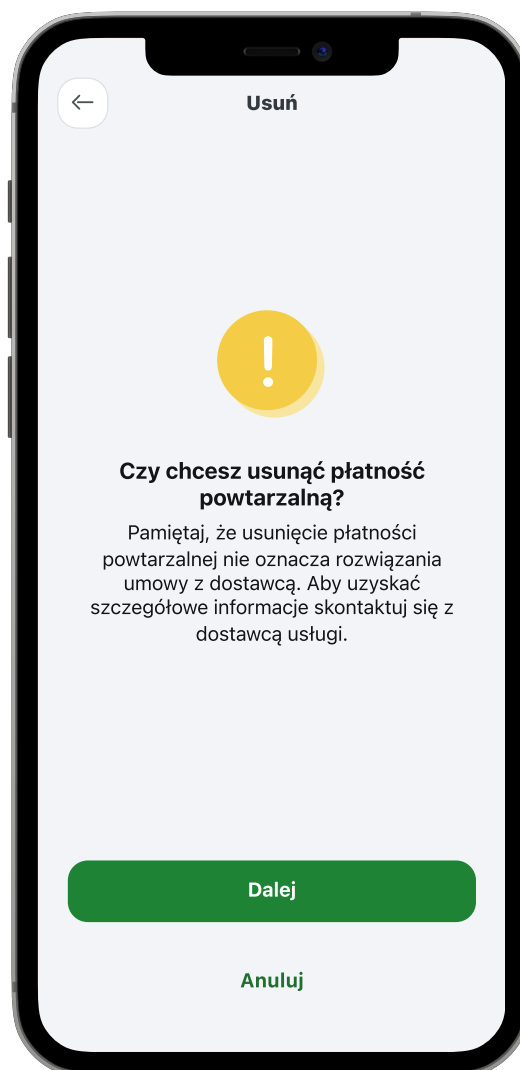 Usuń
Czy chcesz usunąć płatność
powtarzalną?
Pamiętaj, że usunięcie płatności
powtarzalnej nie oznacza rozwiązania
umowy z dostawcą. Aby uzyskać
szczegółowe informacje skontaktuj się z
dostawcą usługi.
Dalej
Anuluj